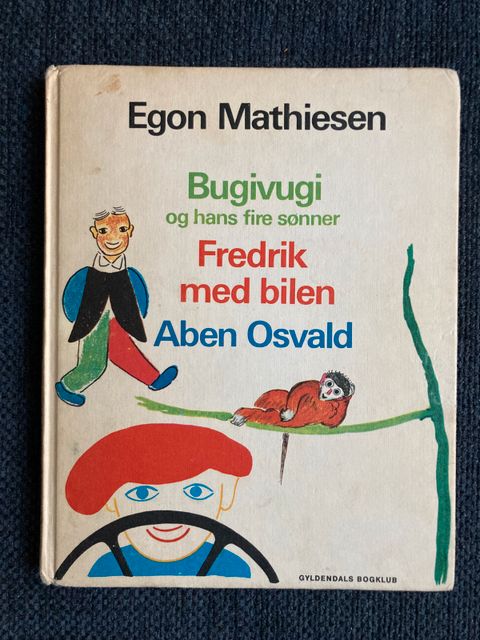 Egon Mathiesen
Bugivugi
og hans fire sønner
Fredrik
med bilen
Aben Osvald
GYLDENDALS BOGKLUB